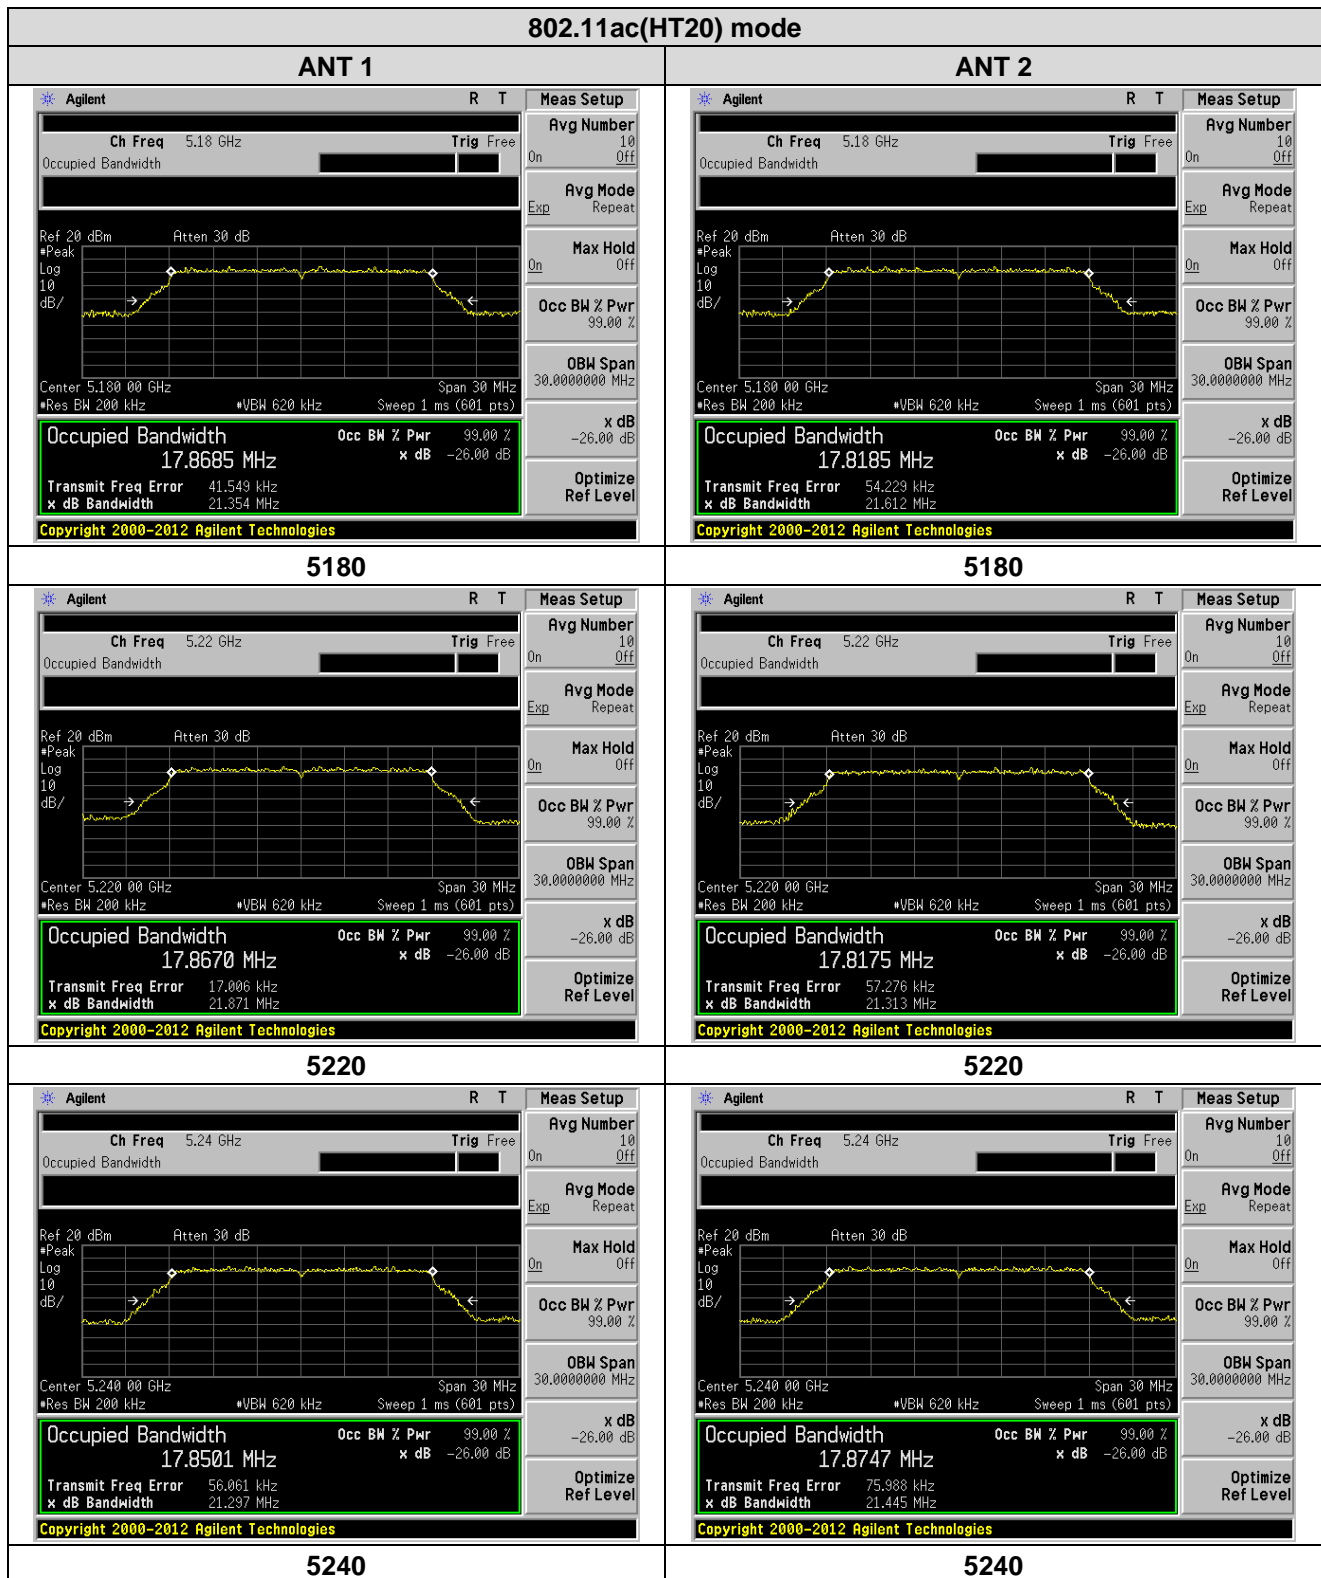 802.11ac(HT20) mode
ANT 1
ANT 2
Agilent R T Meas Setup
Ch Freq 5.18 GHz Trig Free
Occupied Bandwidth
Avg Number
10
On Off
Avg Mode
Exp Repeat
Ref 20 dBm Atten 30 dB
#Peak
Log
10
dB/
Max Hold
On Off
Occ BW % Pwr
99.00 %
OBW Span
30.0000000 MHz
Center 5.180 00 GHz Span 30 MHz
#Res BW 200 kHz #VBW 620 kHz Sweep 1 ms (601 pts)
x dB
-26.00 dB
Occupied Bandwidth Occ BW % Pwr 99.00 %
17.8685 MHz x dB -26.00 dB
Transmit Freq Error 41.549 kHz
x dB Bandwidth 21.354 MHz
Optimize
Ref Level
Copyright 2000-2012 Agilent Technologies
Agilent R T Meas Setup
Ch Freq 5.18 GHz Trig Free
Occupied Bandwidth
Avg Number
10
On Off
Avg Mode
Exp Repeat
Ref 20 dBm Atten 30 dB
#Peak
Log
10
dB/
Max Hold
On Off
Occ BW % Pwr
99.00 %
OBW Span
30.0000000 MHz
Center 5.180 00 GHz Span 30 MHz
#Res BW 200 kHz #VBW 620 kHz Sweep 1 ms (601 pts)
x dB
-26.00 dB
Occupied Bandwidth Occ BW % Pwr 99.00 %
17.8185 MHz x dB -26.00 dB
Transmit Freq Error 54.229 kHz
x dB Bandwidth 21.612 MHz
Optimize
Ref Level
Copyright 2000-2012 Agilent Technologies
5180
5180
Agilent R T Meas Setup
Ch Freq 5.22 GHz Trig Free
Occupied Bandwidth
Avg Number
10
On Off
Avg Mode
Exp Repeat
Ref 20 dBm Atten 30 dB
#Peak
Log
10
dB/
Max Hold
On Off
Occ BW % Pwr
99.00 %
OBW Span
30.0000000 MHz
Center 5.220 00 GHz Span 30 MHz
#Res BW 200 kHz #VBW 620 kHz Sweep 1 ms (601 pts)
x dB
-26.00 dB
Occupied Bandwidth Occ BW % Pwr 99.00 %
17.8670 MHz x dB -26.00 dB
Transmit Freq Error 17.006 kHz
x dB Bandwidth 21.871 MHz
Optimize
Ref Level
Copyright 2000-2012 Agilent Technologies
Agilent R T Meas Setup
Ch Freq 5.22 GHz Trig Free
Occupied Bandwidth
Avg Number
10
On Off
Avg Mode
Exp Repeat
Ref 20 dBm Atten 30 dB
#Peak
Log
10
dB/
Max Hold
On Off
Occ BW % Pwr
99.00 %
OBW Span
30.0000000 MHz
Center 5.220 00 GHz Span 30 MHz
#Res BW 200 kHz #VBW 620 kHz Sweep 1 ms (601 pts)
x dB
-26.00 dB
Occupied Bandwidth Occ BW % Pwr 99.00 %
17.8175 MHz x dB -26.00 dB
Transmit Freq Error 57.276 kHz
x dB Bandwidth 21.313 MHz
Optimize
Ref Level
Copyright 2000-2012 Agilent Technologies
5220
5220
Agilent R T Meas Setup
Ch Freq 5.24 GHz Trig Free
Occupied Bandwidth
Avg Number
10
On Off
Avg Mode
Exp Repeat
Ref 20 dBm Atten 30 dB
#Peak
Log
10
dB/
Max Hold
On Off
Occ BW % Pwr
99.00 %
OBW Span
30.0000000 MHz
Center 5.240 00 GHz Span 30 MHz
#Res BW 200 kHz #VBW 620 kHz Sweep 1 ms (601 pts)
x dB
-26.00 dB
Occupied Bandwidth Occ BW % Pwr 99.00 %
17.8501 MHz x dB -26.00 dB
Transmit Freq Error 56.061 kHz
x dB Bandwidth 21.297 MHz
Optimize
Ref Level
Copyright 2000-2012 Agilent Technologies
Agilent R T Meas Setup
Ch Freq 5.24 GHz Trig Free
Occupied Bandwidth
Avg Number
10
On Off
Avg Mode
Exp Repeat
Ref 20 dBm Atten 30 dB
#Peak
Log
10
dB/
Max Hold
On Off
Occ BW % Pwr
99.00 %
OBW Span
30.0000000 MHz
Center 5.240 00 GHz Span 30 MHz
#Res BW 200 kHz #VBW 620 kHz Sweep 1 ms (601 pts)
x dB
-26.00 dB
Occupied Bandwidth Occ BW % Pwr 99.00 %
17.8747 MHz x dB -26.00 dB
Transmit Freq Error 75.988 kHz
x dB Bandwidth 21.445 MHz
Optimize
Ref Level
Copyright 2000-2012 Agilent Technologies
5240
5240